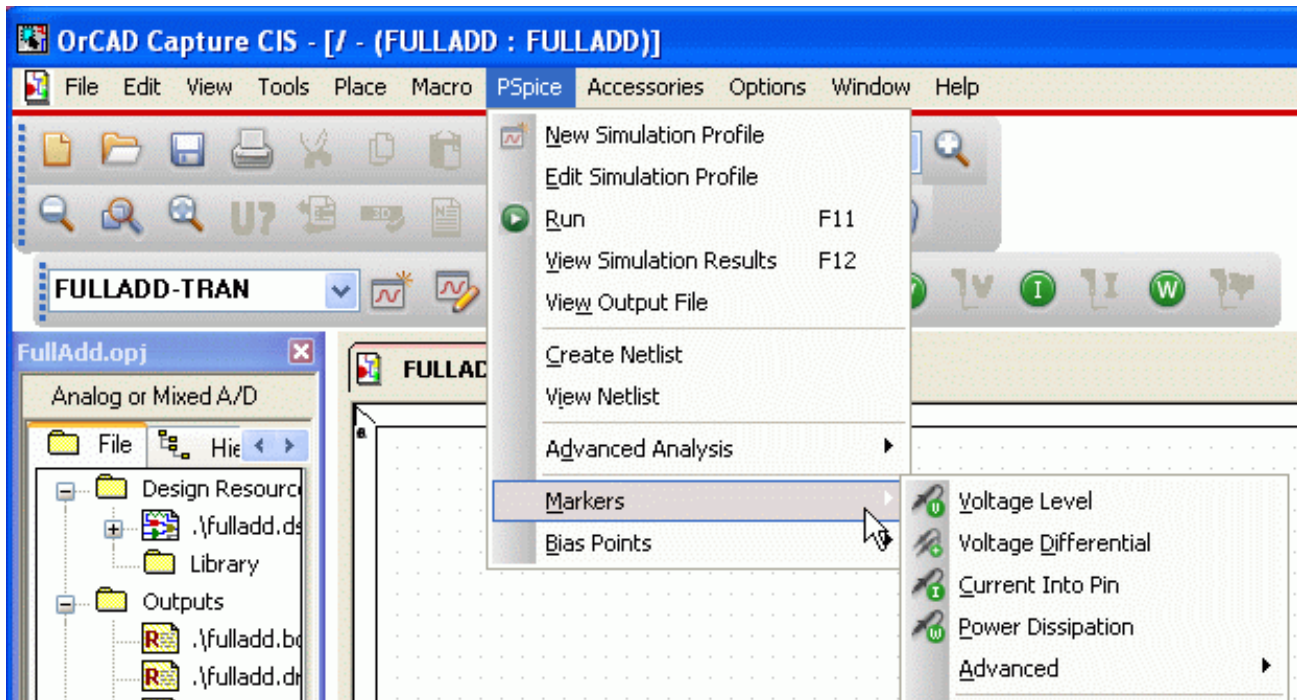 OrCAD Capture CIS - [/ - (FULLADD : FULLADD)]
File Edit View Tools Place Macro PSpice Accessories Options Window Help
New Simulation Profile
Edit Simulation Profile
Run F11
View Simulation Results F12
View Output File
Create Netlist
View Netlist
Advanced Analysis
Markers
Bias Points
Voltage Level
Voltage Differential
Current Into Pin
Power Dissipation
Advanced
U?
FULLADD-TRAN
FullAdd.opj
Analog or Mixed A/D
File Hie
Design Resourc
.\fulladd.ds
Library
Outputs
.\fulladd.bo
.\fulladd.dr
FULLAD